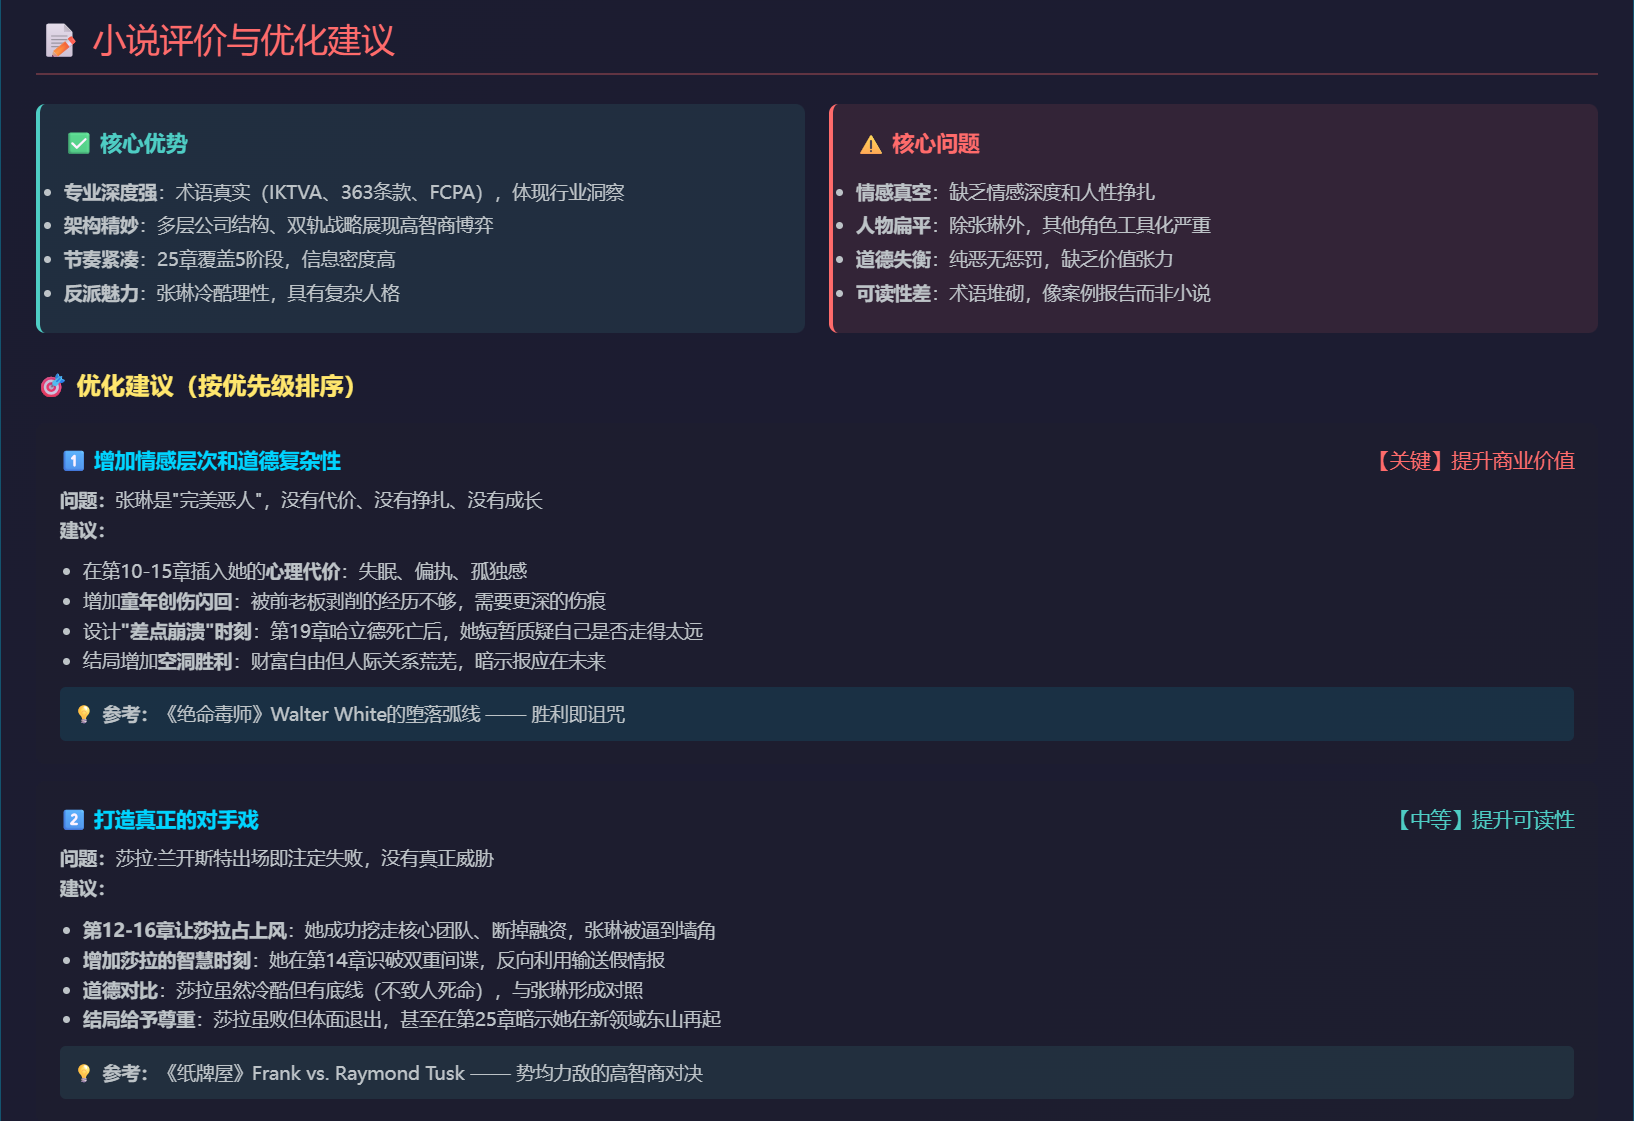 小说评价与优化建议
核心优势
专业深度强：术语真实（IKTVA、363条款、FCPA），体现行业洞察
架构精妙：多层公司结构、双轨战略展现高智商博弈
节奏紧凑：25章覆盖5阶段，信息密度高
反派魅力：张琳冷酷理性，具有复杂人格
核心问题
情感真空：缺乏情感深度和人性挣扎
人物扁平：除张琳外，其他角色工具化严重
道德失衡：纯恶无惩罚，缺乏价值张力
可读性差：术语堆砌，像案例报告而非小说
优化建议（按优先级排序）
1 增加情感层次和道德复杂性
【关键】提升商业价值
问题：张琳是"完美恶人"，没有代价、没有挣扎、没有成长
建议：
在第10-15章插入她的心理代价：失眠、偏执、孤独感
增加童年创伤闪回：被前老板剥削的经历不够，需要更深的伤痕
设计"差点崩溃"时刻：第19章哈立德死亡后，她短暂质疑自己是否走得太远
结局增加空洞胜利：财富自由但人际关系荒芜，暗示报应在未来
参考：《绝命毒师》Walter White的堕落弧线 —— 胜利即诅咒
2 打造真正的对手戏
【中等】提升可读性
问题：莎拉·兰开斯特出场即注定失败，没有真正威胁
建议：
第12-16章让莎拉占上风：她成功挖走核心团队、断掉融资，张琳被逼到墙角
增加莎拉的智慧时刻：她在第14章识破双重间谍，反向利用输送假情报
道德对比：莎拉虽然冷酷但有底线（不致人死命），与张琳形成对照
结局给予尊重：莎拉虽败但体面退出，甚至在第25章暗示她在新领域东山再起
参考：《纸牌屋》Frank vs. Raymond Tusk —— 势均力敌的高智商对决